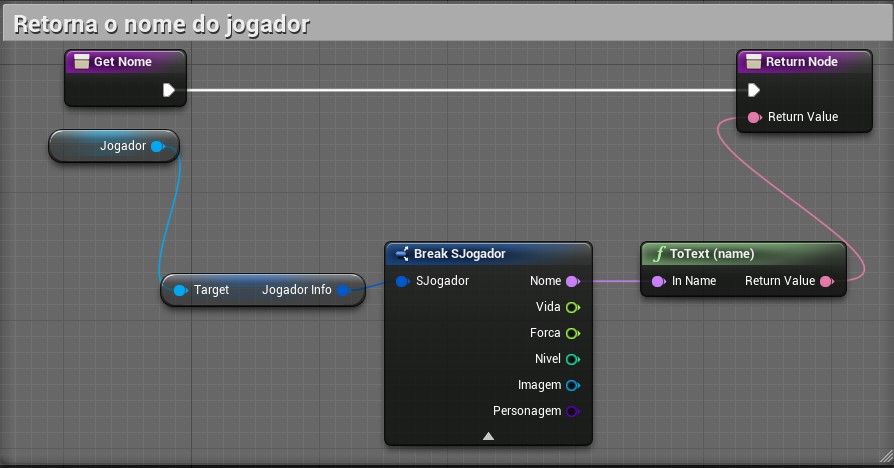 Retorna o nome do jogador
Get Nome
Return Node
Return Value
Jogador
Target
Jogador Info
Break SJogador
SJogador
Nome
Vida
Forca
Nivel
Imagem
Personagem
f ToText (name)
In Name
Return Value